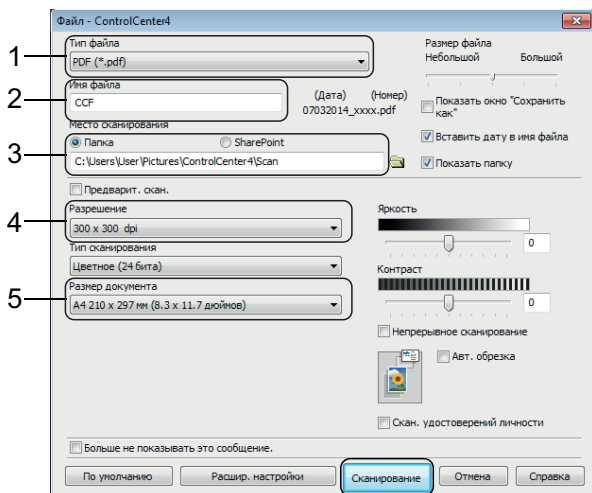 Файл - ControlCenter4
1
Тип файла
PDF (*.pdf)
Размер файла
Небольшой Большой
2
Имя файла
CCF
(Дата) (Номер)
07032014_xxxx.pdf
Показать окно "Сохранить как"
Вставить дату в имя файла
Показать папку
3
Место сканирования
Папка SharePoint
C:\Users\User\Pictures\ControlCenter4\Scan
Предварит. скан.
4
Разрешение
300 x 300 dpi
Тип сканирования
Цветное (24 бита)
5
Размер документа
A4 210 x 297 мм (8.3 x 11.7 дюймов)
Яркость
0
Контраст
0
Непрерывное сканирование
Авт. обрезка
Скан. удостоверений личности
Больше не показывать это сообщение.
По умолчанию Расшир. настройки Сканирование Отмена Справка